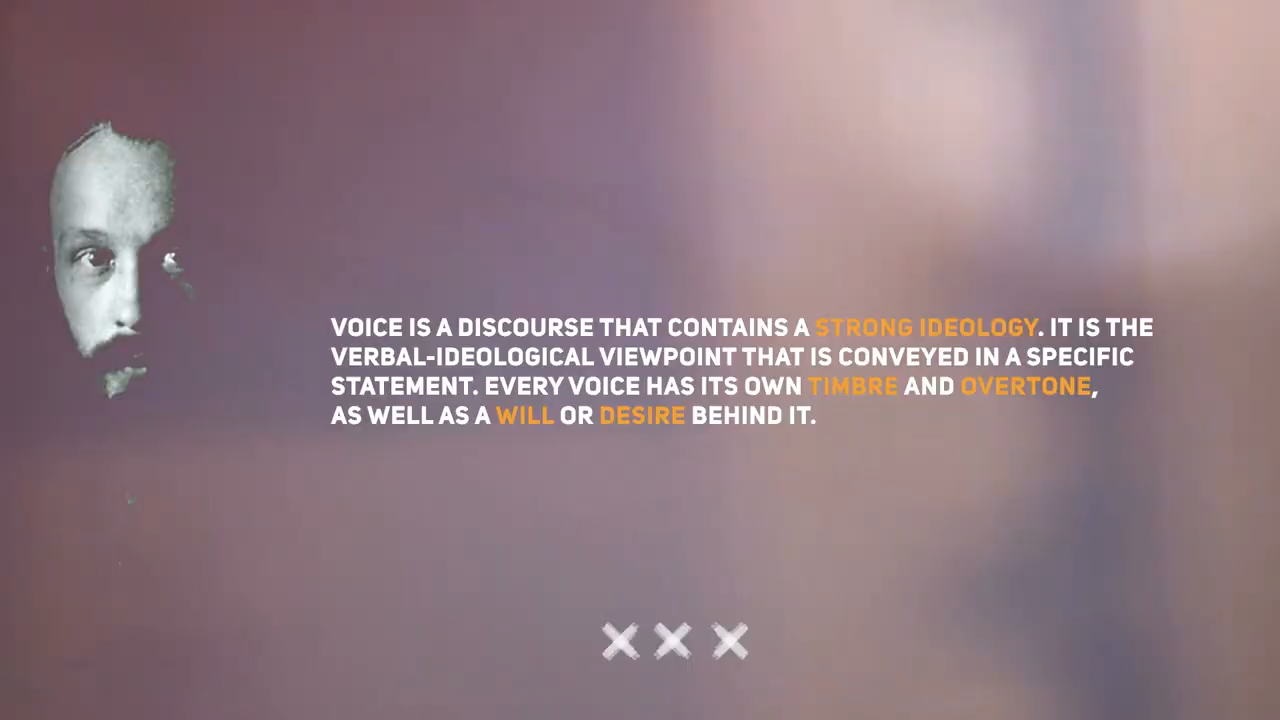 VOICE IS A DISCOURSE THAT CONTAINS A STRONG IDEOLOGY. IT IS THE
VERBAL-IDEOLOGICAL VIEWPOINT THAT IS CONVEYED IN A SPECIFIC
STATEMENT. EVERY VOICE HAS ITS OWN TIMBRE AND OVERTONE,
AS WELL AS A WILL OR DESIRE BEHIND IT.